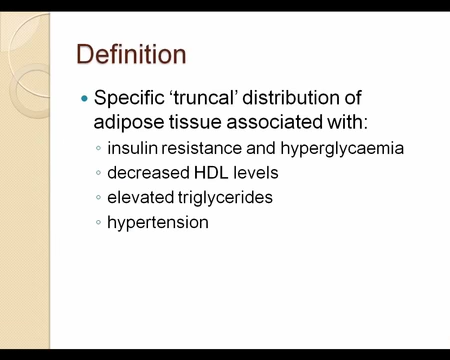 Definition
• Specific ‘truncal’ distribution of
adipose tissue associated with:
◦ insulin resistance and hyperglycaemia
◦ decreased HDL levels
◦ elevated triglycerides
◦ hypertension